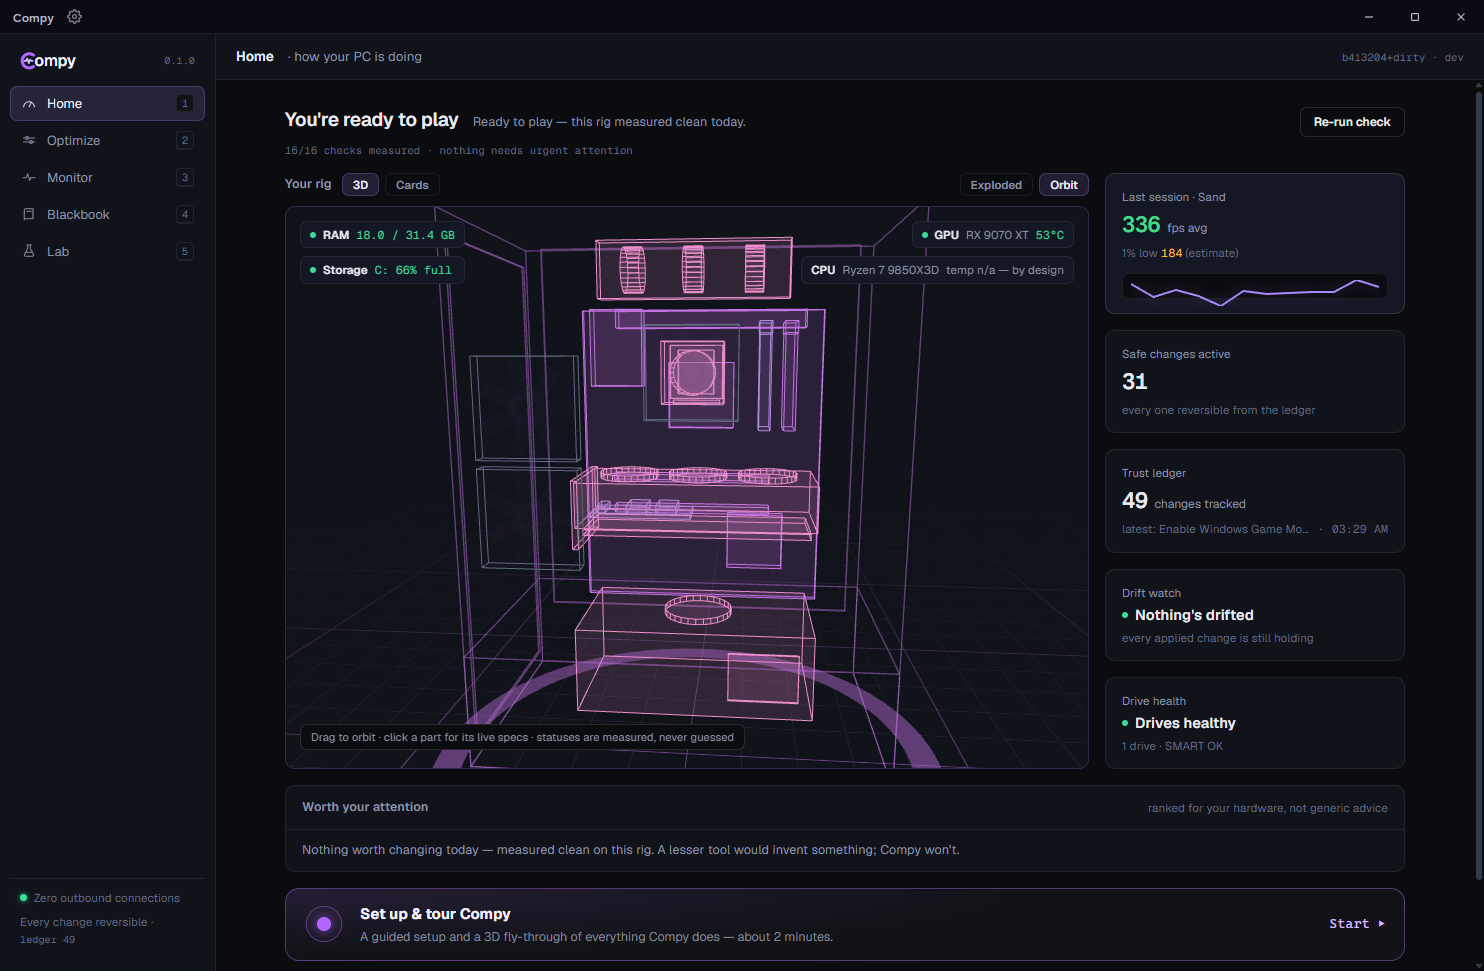 Compy
Compy 0.1.0
Home 1
Optimize 2
Monitor 3
Blackbook 4
Lab 5
Zero outbound connections
Every change reversible ·
ledger 49
Home · how your PC is doing
b413204+dirty · dev
You're ready to play Ready to play — this rig measured clean today.
16/16 checks measured · nothing needs urgent attention
Re-run check
Your rig 3D Cards
Exploded Orbit
RAM 18.0 / 31.4 GB
GPU RX 9070 XT 53°C
Storage C: 66% full
CPU Ryzen 7 9850X3D temp n/a — by design
Drag to orbit · click a part for its live specs · statuses are measured, never guessed
Last session · Sand
336 fps avg
1% low 184 (estimate)
Safe changes active
31
every one reversible from the ledger
Trust ledger
49 changes tracked
latest: Enable Windows Game Mo… · 03:29 AM
Drift watch
Nothing's drifted
every applied change is still holding
Drive health
Drives healthy
1 drive · SMART OK
Worth your attention
ranked for your hardware, not generic advice
Nothing worth changing today — measured clean on this rig. A lesser tool would invent something; Compy won't.
Set up & tour Compy
A guided setup and a 3D fly-through of everything Compy does — about 2 minutes.
Start ▸